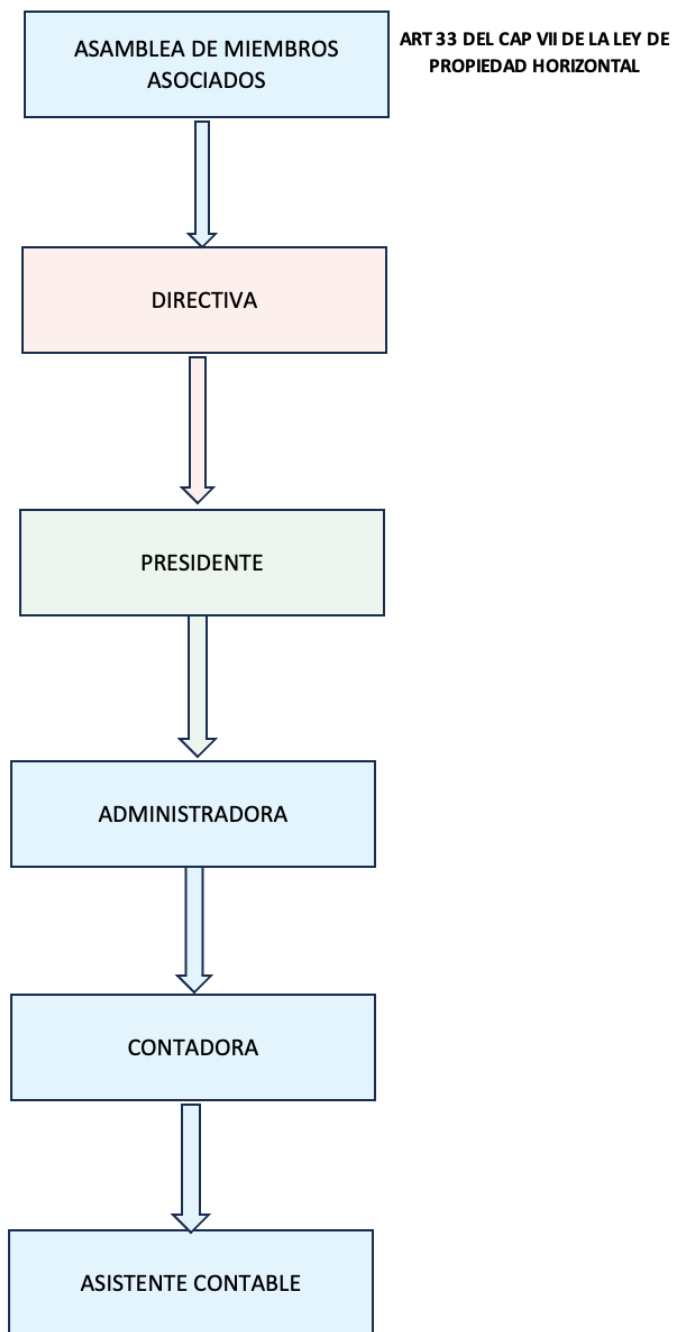 ASAMBLEA DE MIEMBROS
ASOCIADOS
ART 33 DEL CAP VII DE LA LEY DE
PROPIEDAD HORIZONTAL
DIRECTIVA
PRESIDENTE
ADMINISTRADORA
CONTADORA
ASISTENTE CONTABLE